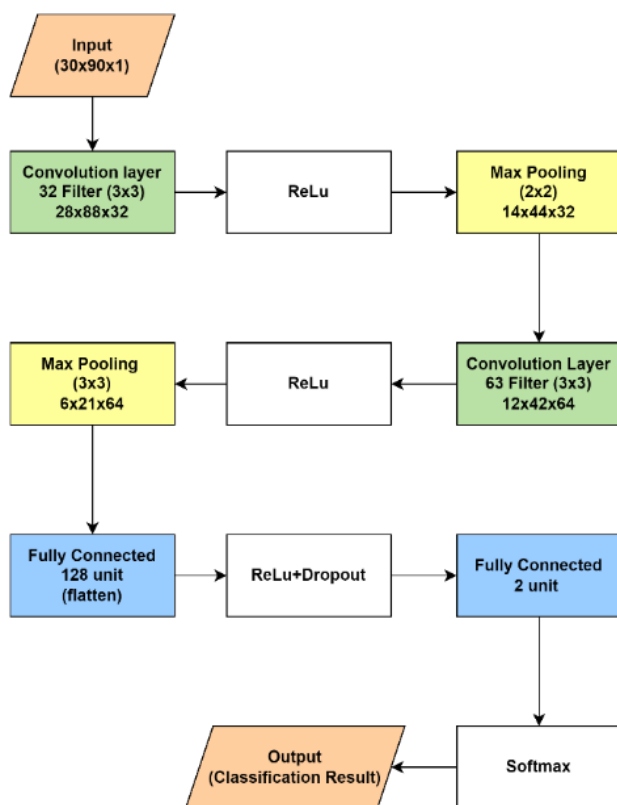 Input
(30x90x1)
Convolution layer
32 Filter (3x3)
28x88x32
ReLu
Max Pooling
(2x2)
14x44x32
Convolution Layer
63 Filter (3x3)
12x42x64
ReLu
Max Pooling
(3x3)
6x21x64
Fully Connected
128 unit
(flatten)
ReLu+Dropout
Fully Connected
2 unit
Softmax
Output
(Classification Result)